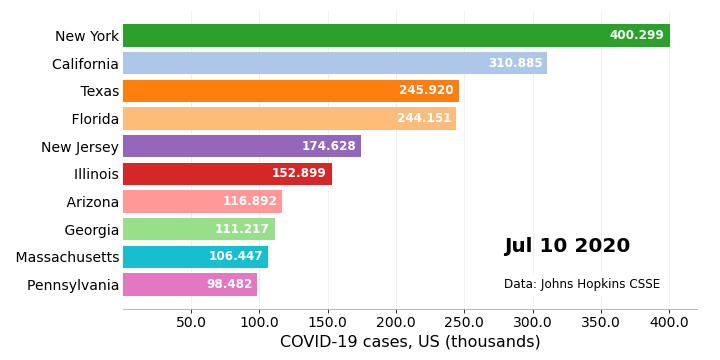 New York 400.299
California 310.885
Texas 245.920
Florida 244.151
New Jersey 174.628
Illinois 152.899
Arizona 116.892
Georgia 111.217
Massachusetts 106.447
Pennsylvania 98.482
Jul 10 2020
Data: Johns Hopkins CSSE
50.0 100.0 150.0 200.0 250.0 300.0 350.0 400.0
COVID-19 cases, US (thousands)